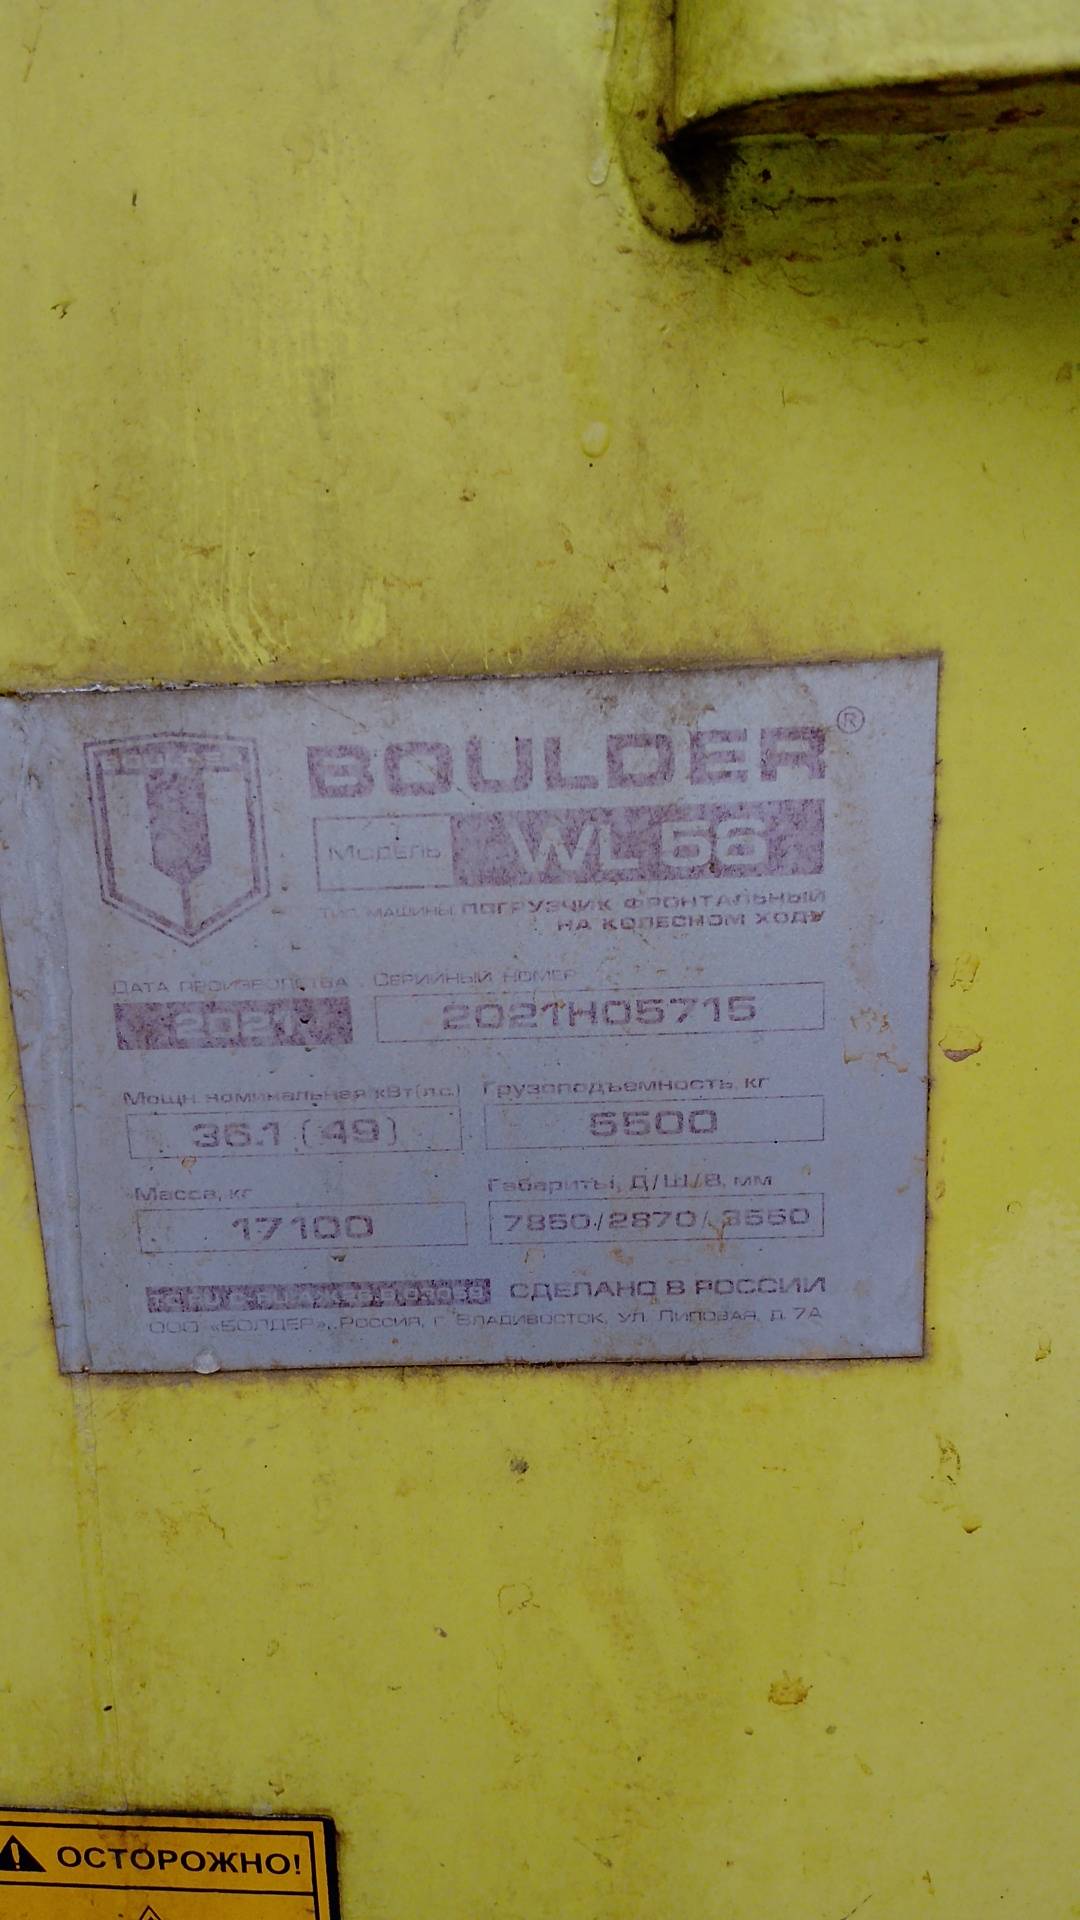 BOULDER
BOULDER®
Модель WL 56
Тип машины ПОГРУЗЧИК ФРОНТАЛЬНЫЙ
НА КОЛЕСНОМ ХОДУ
Дата производства Серийный номер
2021 2021H05715
Мощн. номинальная кВт(л.с.) Грузоподъемность, кг
36.1 (49) 5500
Масса, кг Габариты, Д/Ш/В, мм
17100 7850/2870/3550
СДЕЛАНО В РОССИИ
ООО «БОЛДЕР», Россия, г. Владивосток, ул. Липовая, д. 7А
ОСТОРОЖНО!